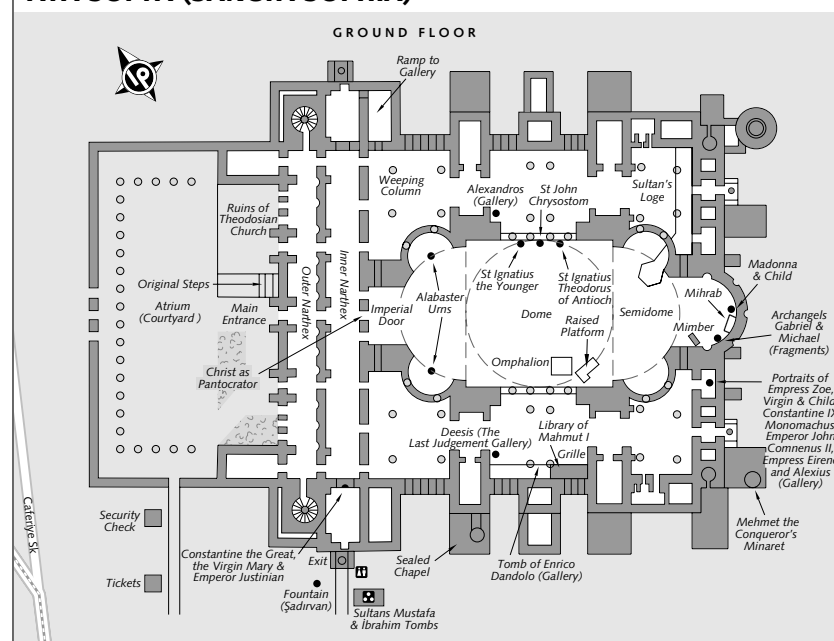 GROUND FLOOR
Ramp to
Gallery
Weeping
Column
Alexandros
(Gallery)
St John
Chrysostom
Sultan's
Loge
Ruins of
Theodosian
Church
Madonna
& Child
Original Steps
Inner Narthex
Outer Narthex
St Ignatius
the Younger
St Ignatius
Theodorus
of Antioch
Mihrab
Atrium
(Courtyard)
Main
Entrance
Imperial
Door
Alabaster
Urns
Dome
Raised
Platform
Semidome
Mimber
Archangels
Gabriel &
Michael
(Fragments)
Christ as
Pantocrator
Omphalion
Portraits of
Empress Zoe,
Virgin & Child
Constantine IX
Monomachus
Emperor John
Comnenus II,
Empress Eirene
and Alexius
(Gallery)
Deesis (The
Last Judgement Gallery)
Library of
Mahmut I
Grille
Caferiye Sk
Security
Check
Mehmet the
Conqueror's
Minaret
Constantine the Great,
the Virgin Mary &
Emperor Justinian
Exit
Sealed
Chapel
Tomb of Enrico
Dandolo (Gallery)
Tickets
Fountain
(Şadırvan)
Sultans Mustafa
& İbrahim Tombs